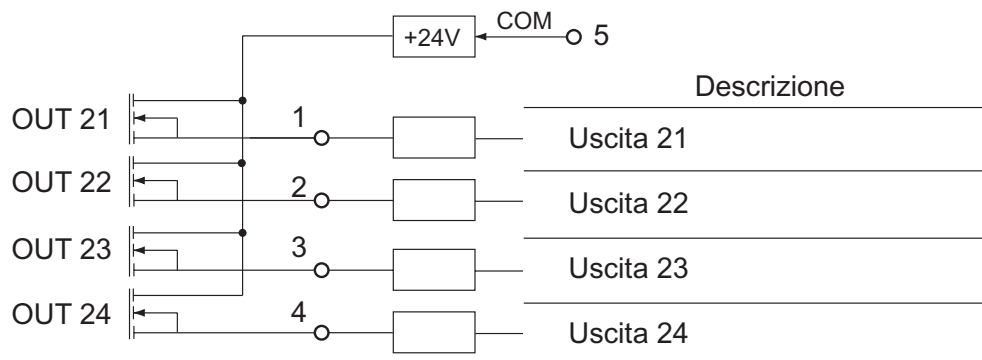 +24V COM 5
Descrizione
OUT 21 1 Uscita 21
OUT 22 2 Uscita 22
OUT 23 3 Uscita 23
OUT 24 4 Uscita 24